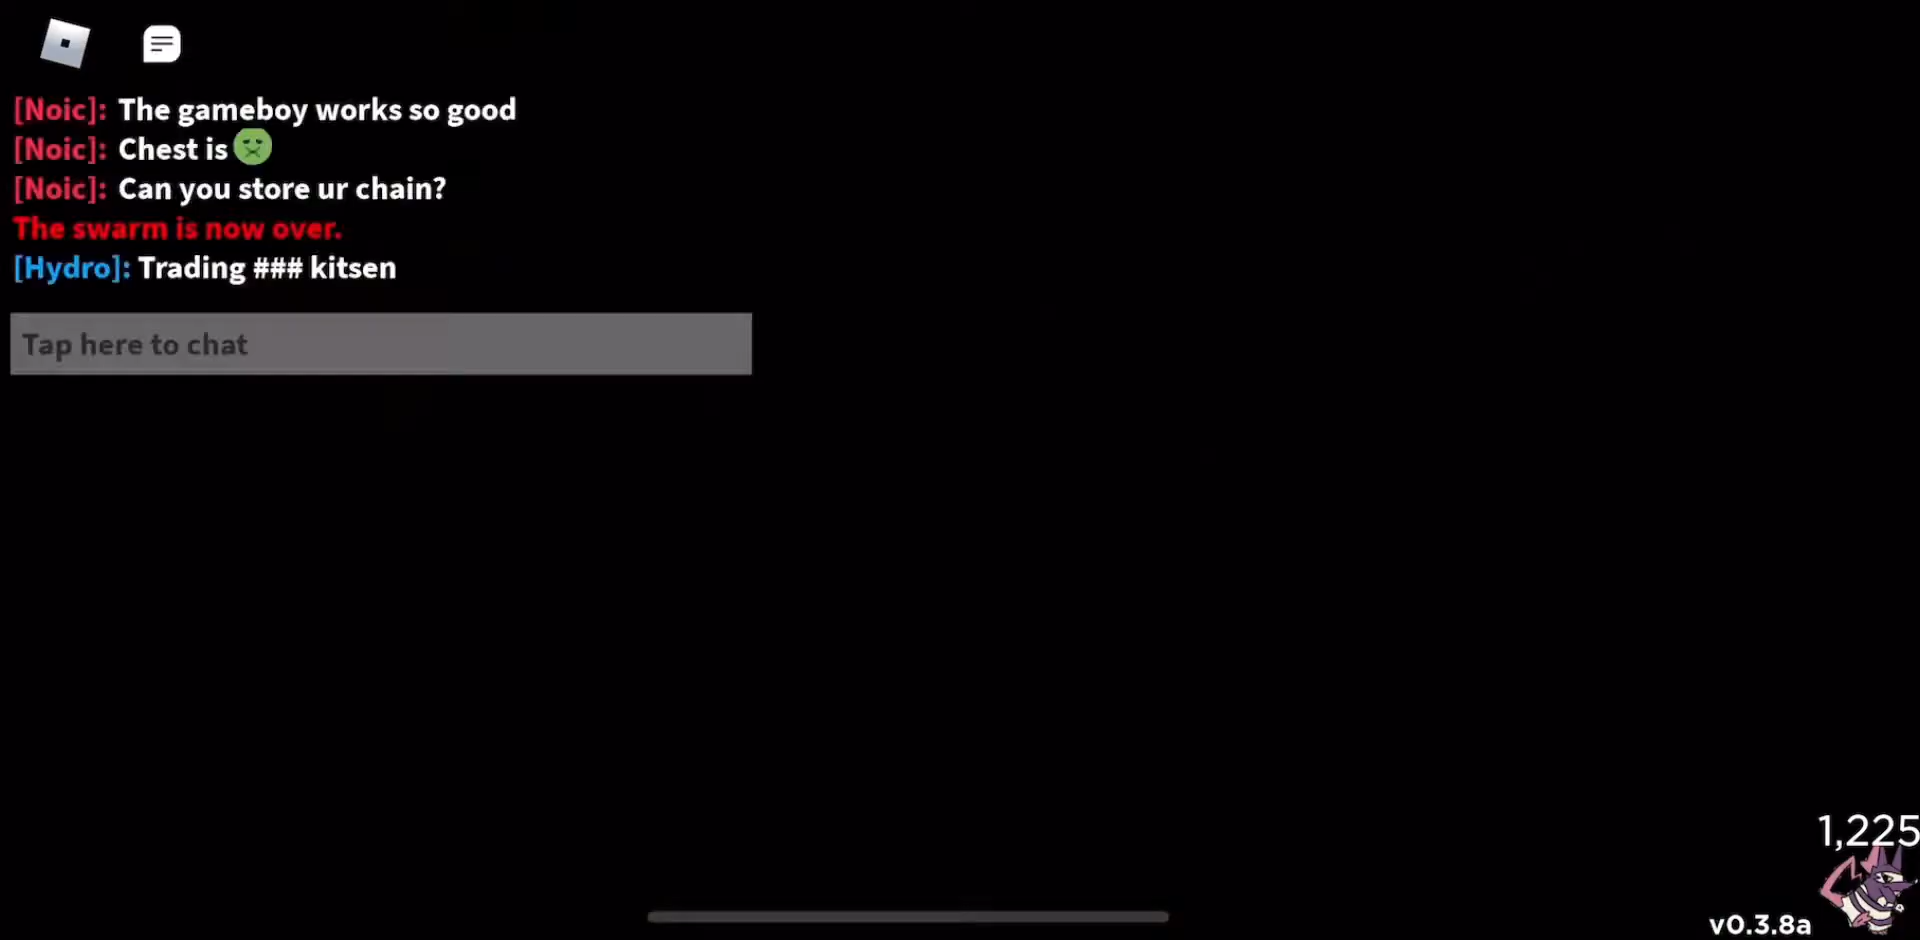 [Noic]: The gameboy works so good
[Noic]: Chest is
[Noic]: Can you store ur chain?
The swarm is now over.
[Hydro]: Trading ### kitsen
Tap here to chat
1,225
v0.3.8a